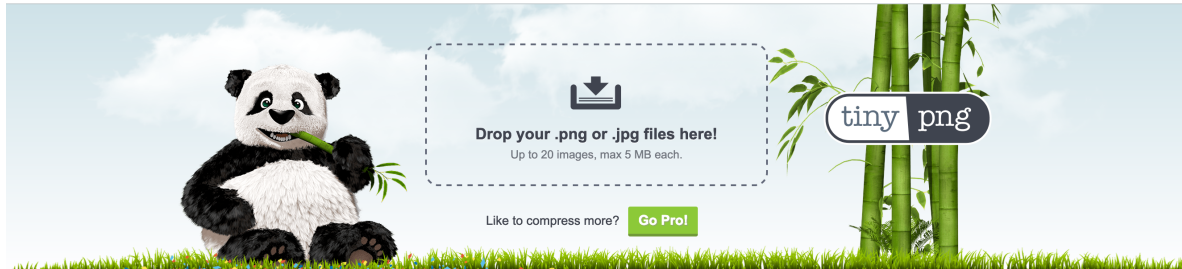 Drop your .png or .jpg files here!
Up to 20 images, max 5 MB each.
Like to compress more? Go Pro!
tiny png